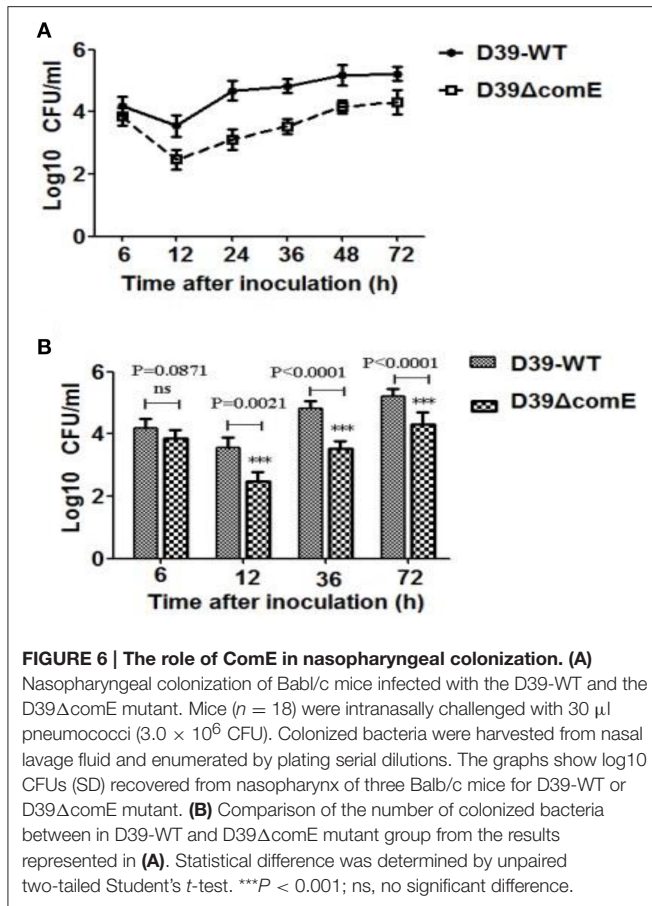 A
6
4
2
0
Log10 CFU/ml
6 12 24 36 48 72
Time after inoculation (h)
D39-WT
D39ΔcomE
B
6
4
2
0
Log10 CFU/ml
P=0.0871
ns
P=0.0021
***
P<0.0001
***
P<0.0001
***
6 12 36 72
Time after inoculation (h)
D39-WT
D39ΔcomE
FIGURE 6 | The role of ComE in nasopharyngeal colonization. (A)
Nasopharyngeal colonization of Babl/c mice infected with the D39-WT and the
D39ΔcomE mutant. Mice (n = 18) were intranasally challenged with 30 μl
pneumococci (3.0 × 10⁶ CFU). Colonized bacteria were harvested from nasal
lavage fluid and enumerated by plating serial dilutions. The graphs show log10
CFUs (SD) recovered from nasopharynx of three Balb/c mice for D39-WT or
D39ΔcomE mutant. (B) Comparison of the number of colonized bacteria
between in D39-WT and D39ΔcomE mutant group from the results
represented in (A). Statistical difference was determined by unpaired
two-tailed Student's t-test. ***P < 0.001; ns, no significant difference.